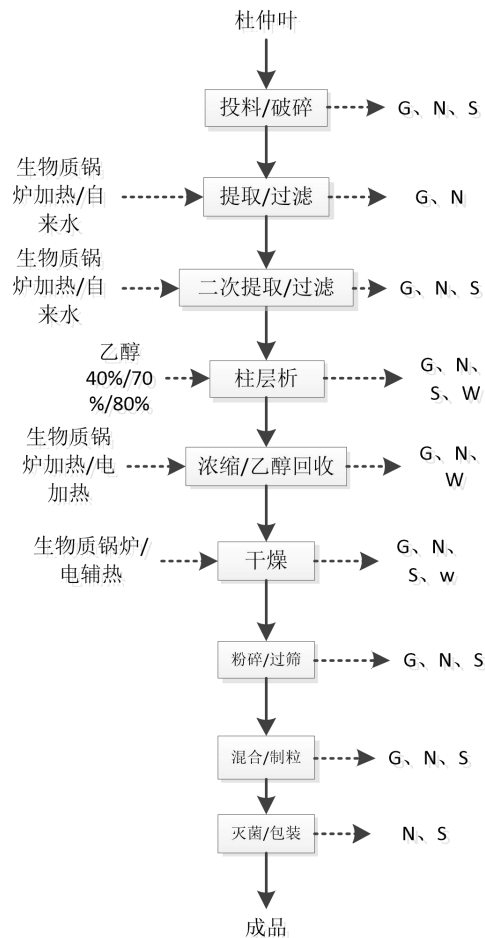 杜仲叶
投料/破碎
G、N、S
生物质锅
炉加热/自
来水
提取/过滤
G、N
生物质锅
炉加热/自
来水
二次提取/过滤
G、N、S
乙醇
40%/70
%/80%
柱层析
G、N、
S、W
生物质锅
炉加热/电
加热
浓缩/乙醇回收
G、N、
W
生物质锅炉/
电辅热
干燥
G、N、
S、w
粉碎/过筛
G、N、S
混合/制粒
G、N、S
灭菌/包装
N、S
成品